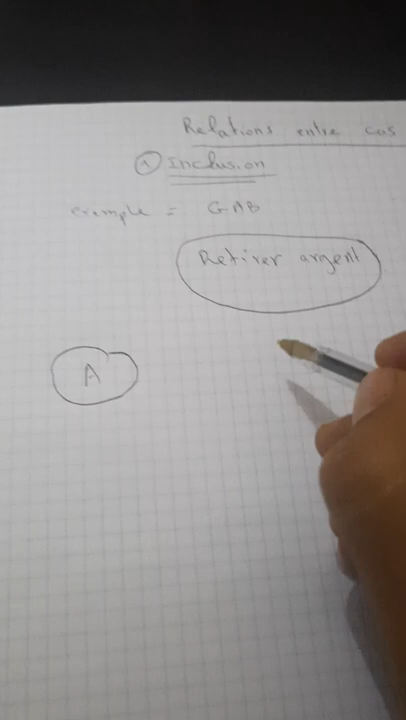 Relations entre cas
1 Inclusion
exemple = GAB
Retirer argent
A